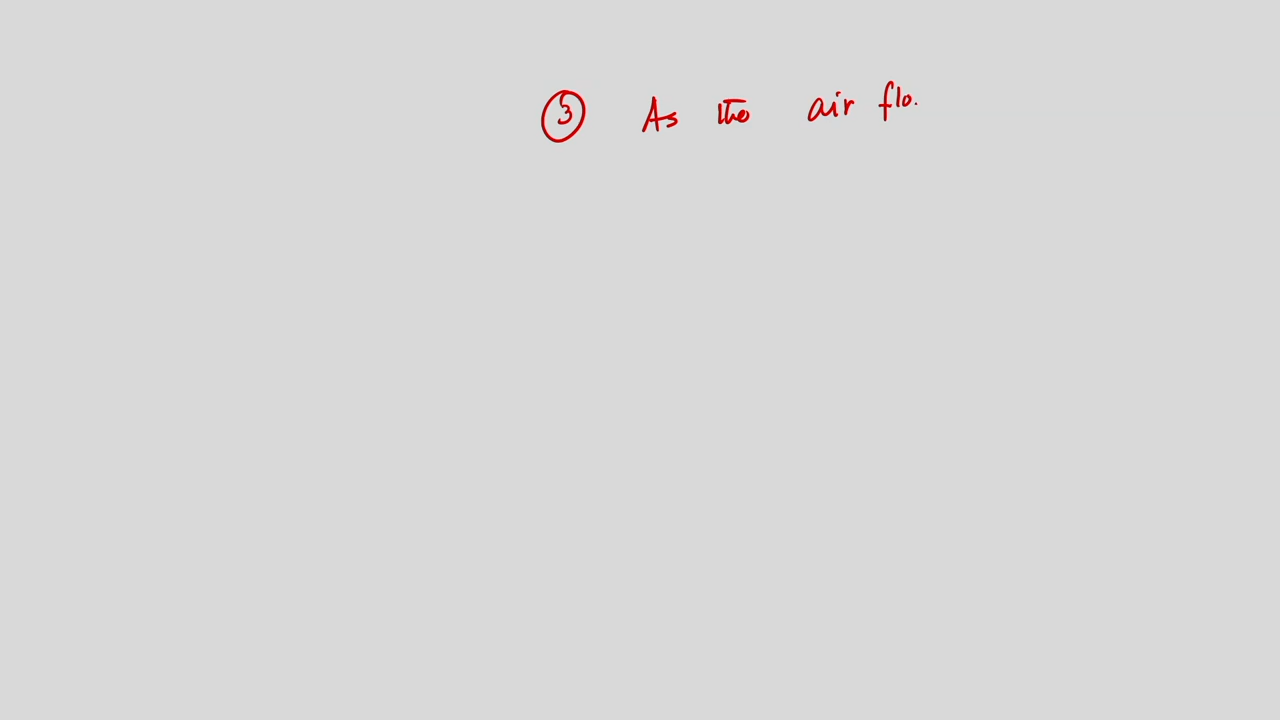 ③ As the air flo.